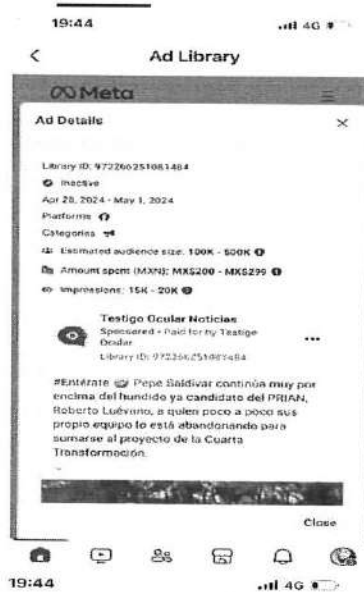 19:44
4G
Ad Library
Meta
Ad Details
Library ID: 972266251081484
Inactive
Apr 28, 2024 - May 1, 2024
Platforms
Categories
Estimated audience size: 100K - 500K
Amount spent (MXN): MX$200 - MX$299
Impressions: 15K - 20K
Testigo Ocular Noticias
Sponsored • Paid for by Testigo
Ocular
Library ID: 972266251081484
#Entérate Pepe Saldívar continúa muy por
encima del hundido ya candidato del PRIAN,
Roberto Luévano, a quien poco a poco sus
propio equipo lo está abandonando para
sumarse al proyecto de la Cuarta
Transformación.
Close
19:44
4G